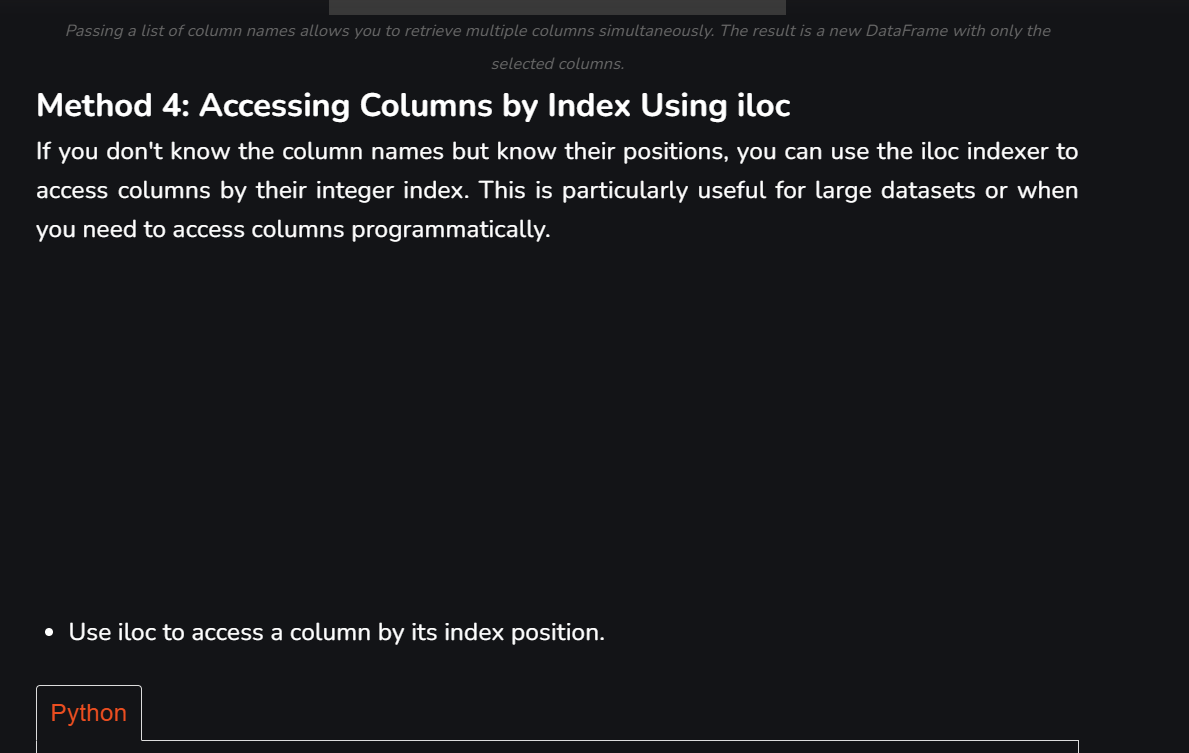 Passing a list of column names allows you to retrieve multiple columns simultaneously. The result is a new DataFrame with only the
selected columns.
Method 4: Accessing Columns by Index Using iloc
If you don't know the column names but know their positions, you can use the iloc indexer to
access columns by their integer index. This is particularly useful for large datasets or when
you need to access columns programmatically.
• Use iloc to access a column by its index position.
Python